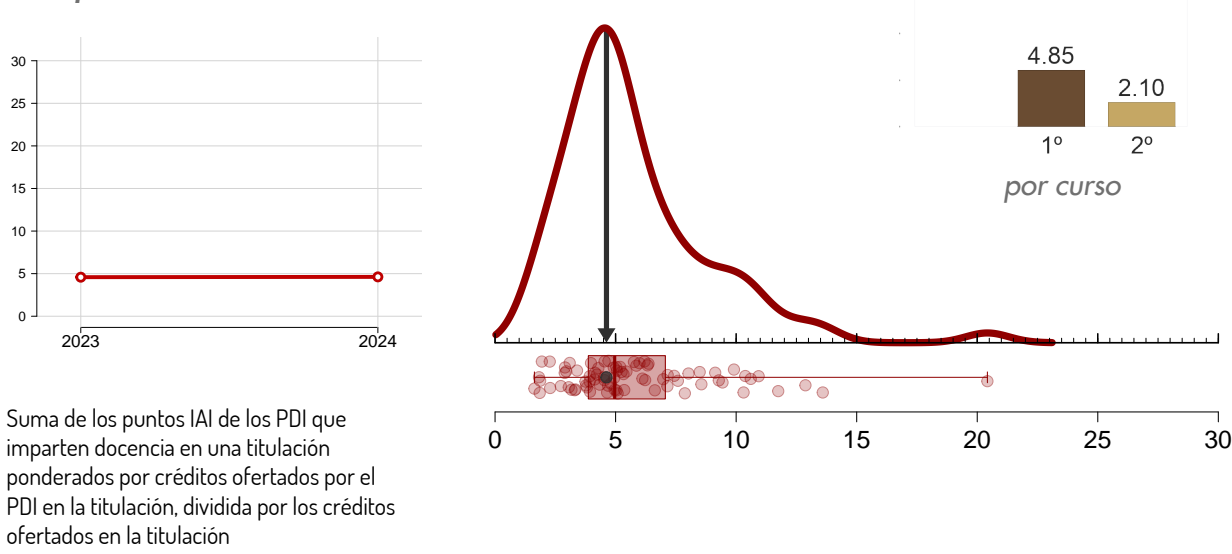 30
25
20
15
10
5
0
2023
2024
Suma de los puntos IAI de los PDI que
imparten docencia en una titulación
ponderados por créditos ofertados por el
PDI en la titulación, dividida por los créditos
ofertados en la titulación
4.85
2.10
1º
2º
por curso
0
5
10
15
20
25
30